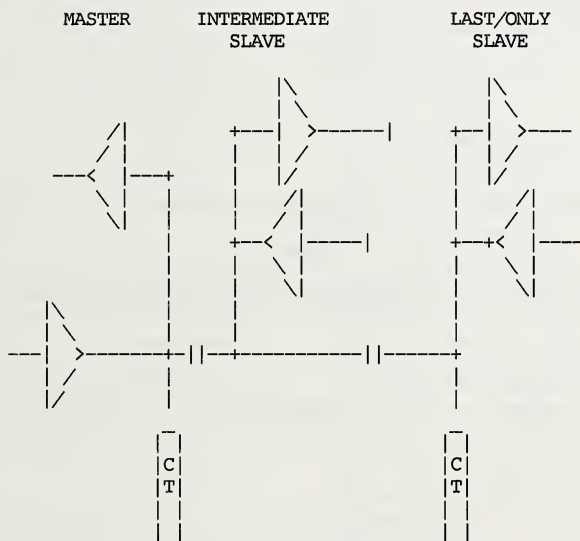 MASTER INTERMEDIATE LAST/ONLY
SLAVE SLAVE
C C
T T